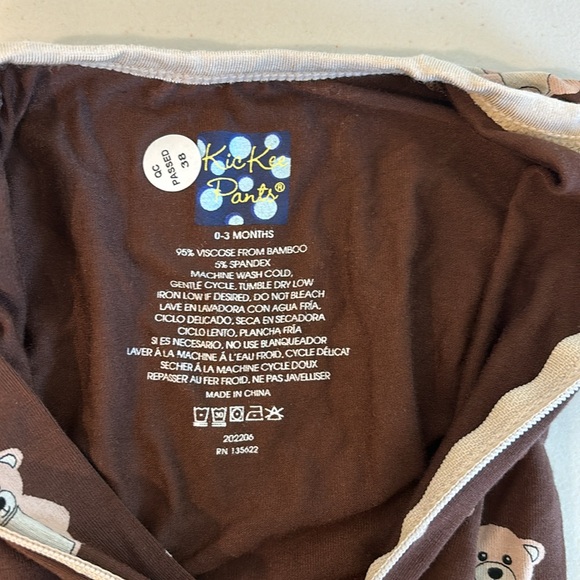 QC
PASSED
38
KicKee
Pants®
0-3 MONTHS
95% VISCOSE FROM BAMBOO
5% SPANDEX
MACHINE WASH COLD,
GENTLE CYCLE, TUMBLE DRY LOW
IRON LOW IF DESIRED, DO NOT BLEACH
LAVE EN LAVADORA CON AGUA FRÍA,
CICLO DELICADO, SECA EN SECADORA
CICLO LENTO, PLANCHA FRÍA
SI ES NECESARIO, NO USE BLANQUEADOR
LAVER À LA MACHINE À L'EAU FROID, CYCLE DÉLICAT
SECHER À LA MACHINE CYCLE DOUX
REPASSER AU FER FROID, NE PAS JAVELLISER
MADE IN CHINA
202206
RN 135622